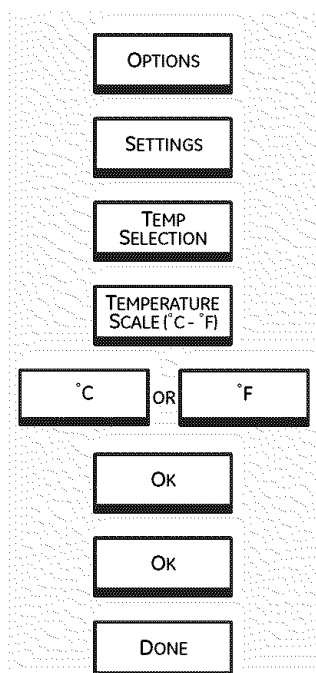 OPTIONS
SETTINGS
TEMP
SELECTION
TEMPERATURE
SCALE (°C - °F)
°C OR °F
OK
OK
DONE